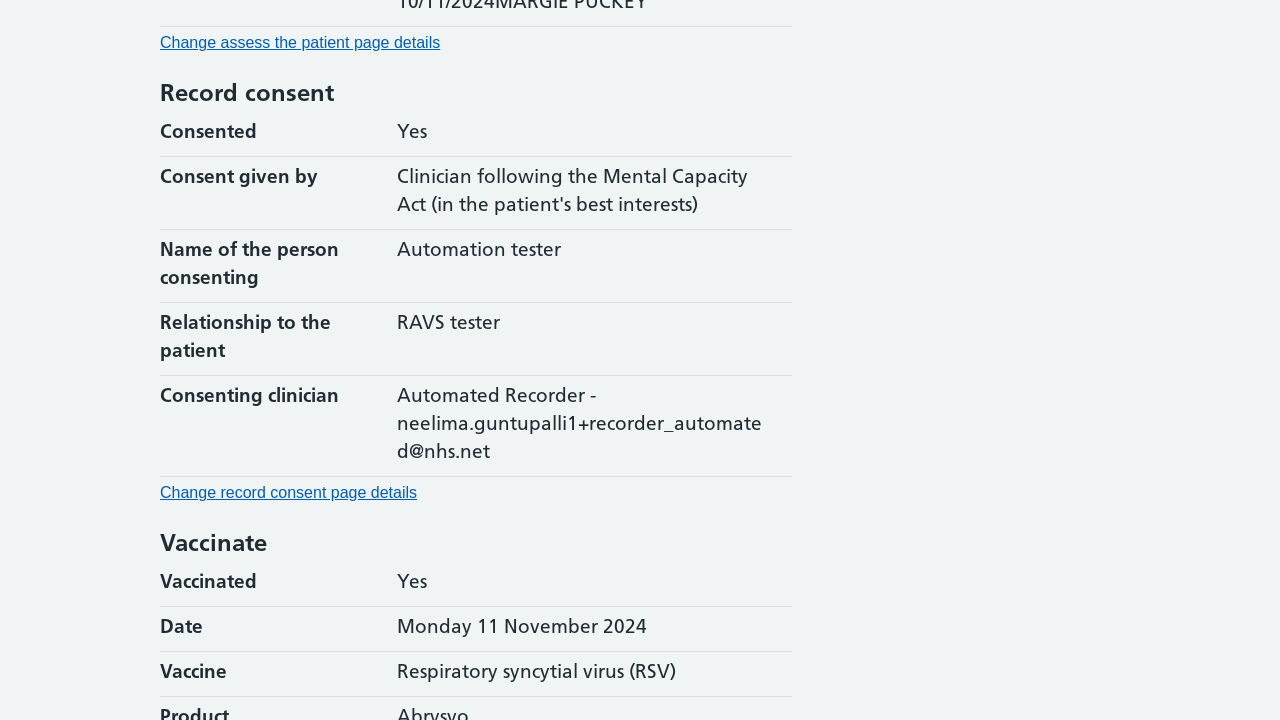 10/11/2024MARGIE PUCKEY
Change assess the patient page details
Record consent
Consented Yes
Consent given by Clinician following the Mental Capacity
Act (in the patient's best interests)
Name of the person Automation tester
consenting
Relationship to the RAVS tester
patient
Consenting clinician Automated Recorder -
neelima.guntupalli1+recorder_automate
d@nhs.net
Change record consent page details
Vaccinate
Vaccinated Yes
Date Monday 11 November 2024
Vaccine Respiratory syncytial virus (RSV)
Product Abrysvo